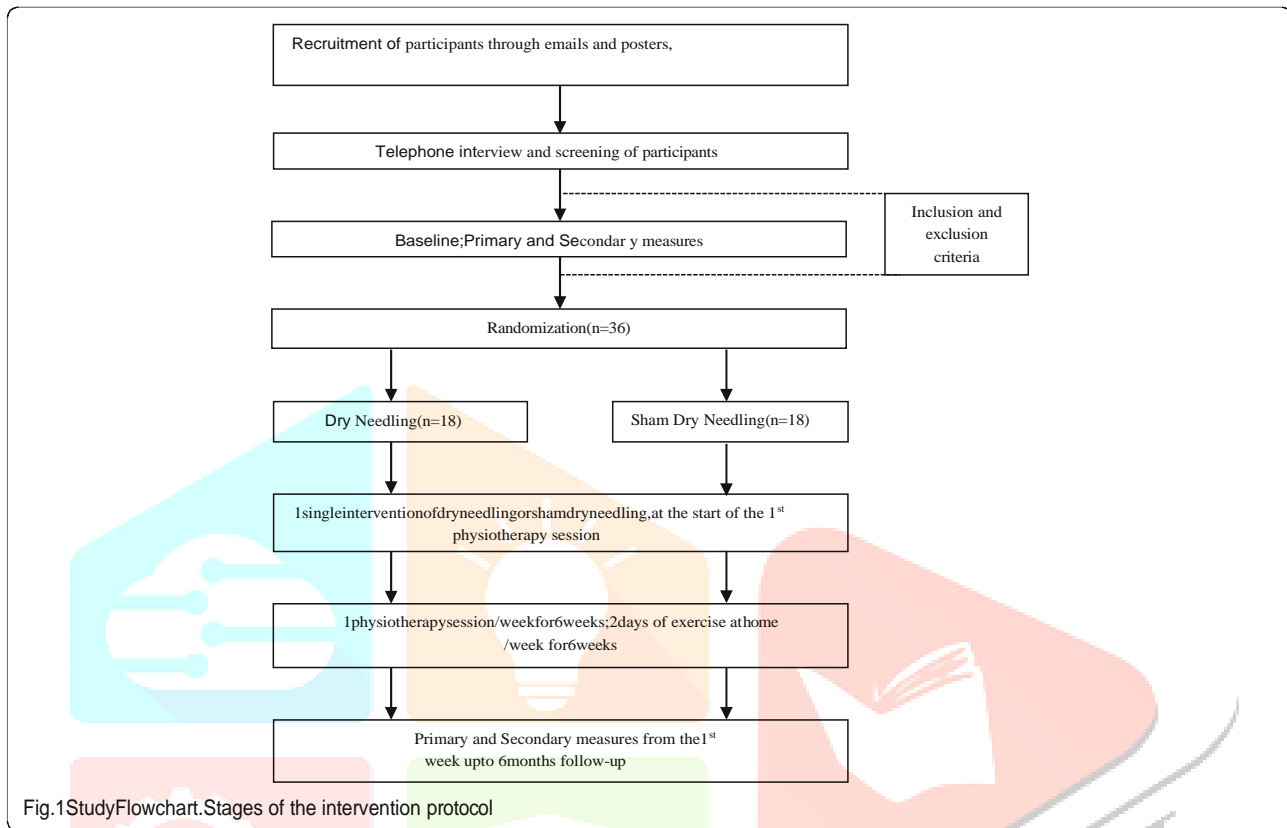 Recruitment of participants through emails and posters,
Telephone interview and screening of participants
Inclusion and
exclusion
criteria
Baseline;Primary and Secondar y measures
Randomization(n=36)
Dry Needling(n=18)
Sham Dry Needling(n=18)
1singleinterventionofdryneedlingorshamdryneedling,at the start of the 1st
physiotherapy session
1physiotherapysession/weekfor6weeks;2days of exercise athome
/week for6weeks
Primary and Secondary measures from the1st
week upto 6months follow-up
Fig.1StudyFlowchart.Stages of the intervention protocol